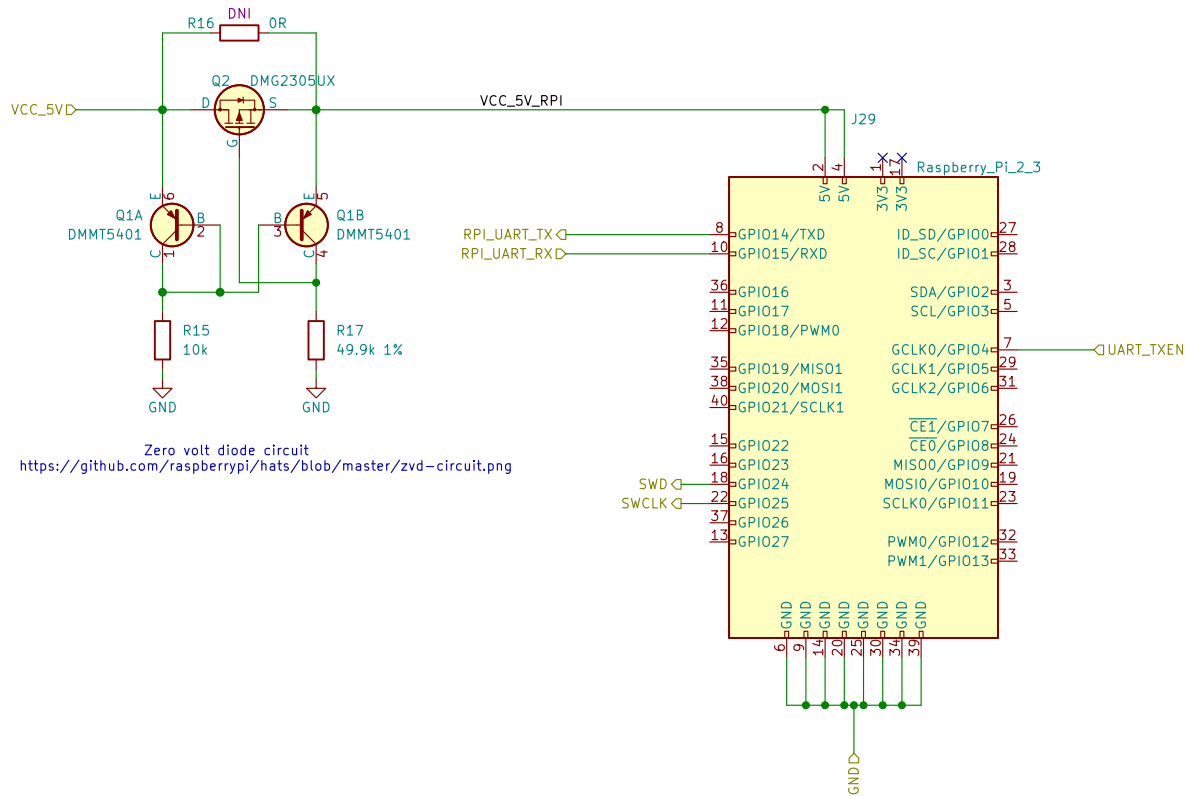 DNI
R16 0R
Q2 DMG2305UX
VCC_5V D S VCC_5V_RPI
G
J29
Raspberry_Pi_2_3
2 4 1 17
5V 5V 3V3 3V3
E 6 E 5
Q1A B B Q1B
DMMT5401 2 3 DMMT5401
C 1 C 4
R15 R17
10k 49.9k 1%
GND GND
Zero volt diode circuit
https://github.com/raspberrypi/hats/blob/master/zvd-circuit.png
RPI_UART_TX 8 GPIO14/TXD ID_SD/GPIO0 27
RPI_UART_RX 10 GPIO15/RXD ID_SC/GPIO1 28
36 GPIO16 SDA/GPIO2 3
11 GPIO17 SCL/GPIO3 5
12 GPIO18/PWM0
GCLK0/GPIO4 7 UART_TXEN
35 GPIO19/MISO1 GCLK1/GPIO5 29
38 GPIO20/MOSI1 GCLK2/GPIO6 31
40 GPIO21/SCLK1
CE1/GPIO7 26
15 GPIO22 CE0/GPIO8 24
16 GPIO23 MISO0/GPIO9 21
SWD 18 GPIO24 MOSI0/GPIO10 19
SWCLK 22 GPIO25 SCLK0/GPIO11 23
37 GPIO26
13 GPIO27 PWM0/GPIO12 32
PWM1/GPIO13 33
GND GND GND GND GND GND GND GND
6 9 14 20 25 30 34 39
GND